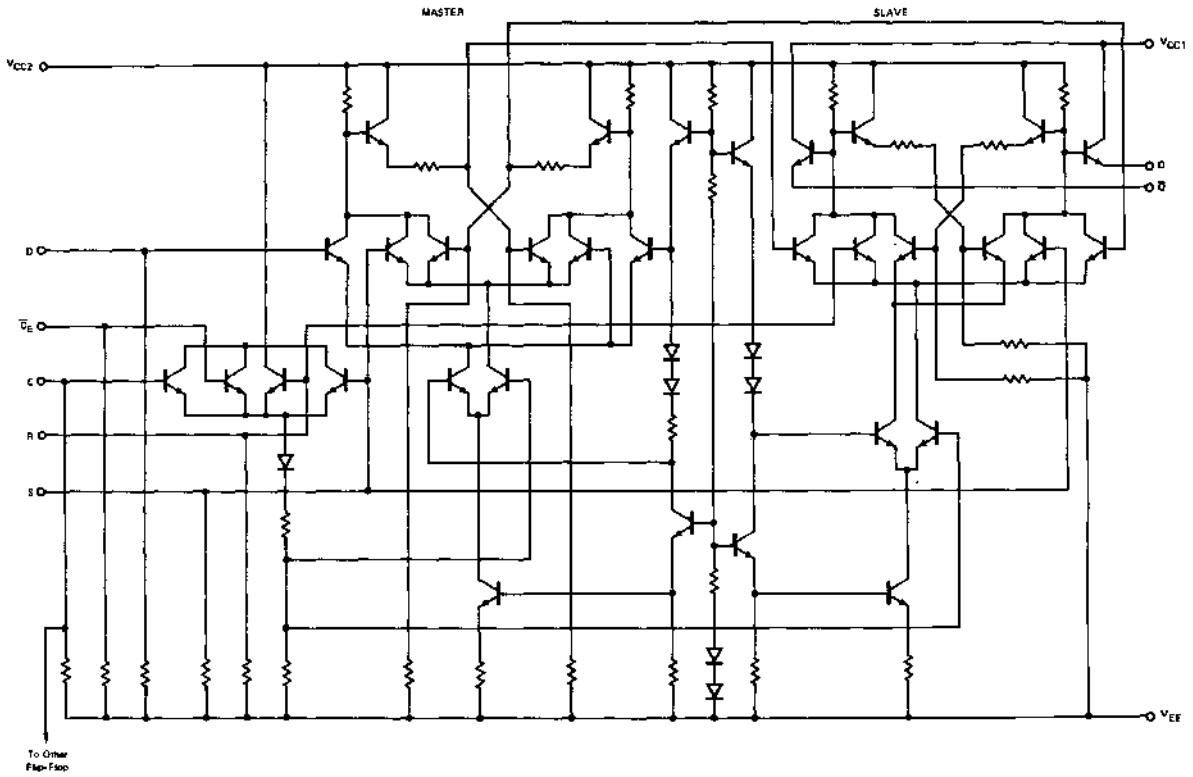 MASTER
SLAVE
VCC1
VCC2
D
Q
Q̅
C̅E
C
R
S
VEE
To Other
Flip-Flop